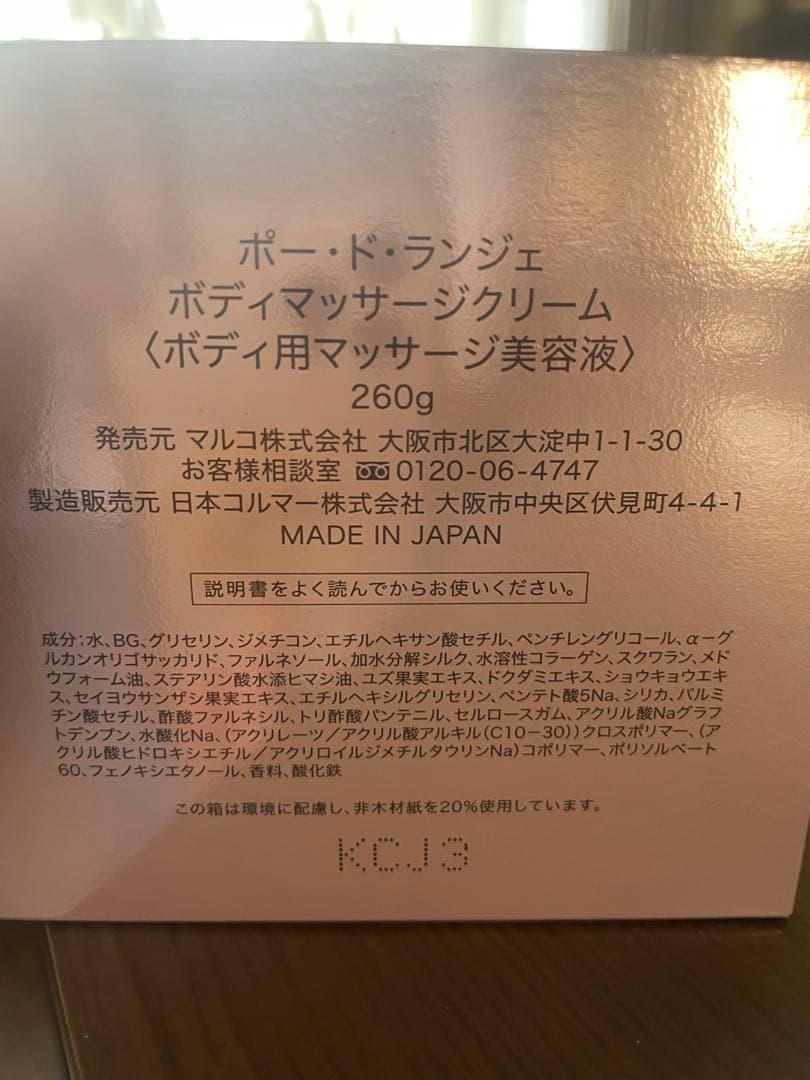 ポー・ド・ランジェ
ボディマッサージクリーム
〈ボディ用マッサージ美容液〉
260g
発売元 マルコ株式会社 大阪市北区大淀中1-1-30
お客様相談室 0120-06-4747
製造販売元 日本コルマー株式会社 大阪市中央区伏見町4-4-1
MADE IN JAPAN
説明書をよく読んでからお使いください。
成分;水、BG、グリセリン、ジメチコン、エチルヘキサン酸セチル、ペンチレングリコール、α-グ
ルカンオリゴサッカリド、ファルネソール、加水分解シルク、水溶性コラーゲン、スクワラン、メド
ウフォーム油、ステアリン酸水添ヒマシ油、ユズ果実エキス、ドクダミエキス、ショウキョウエキ
ス、セイヨウサンザシ果実エキス、エチルヘキシルグリセリン、ペンテト酸5Na、シリカ、パルミ
チン酸セチル、酢酸ファルネシル、トリ酢酸パンテニル、セルロースガム、アクリル酸Naグラフ
トデンプン、水酸化Na、(アクリレーツ/アクリル酸アルキル(C10-30))クロスポリマー、(ア
クリル酸ヒドロキシエチル/アクリロイルジメチルタウリンNa)コポリマー、ポリソルベート
60、フェノキシエタノール、香料、酸化鉄
この箱は環境に配慮し、非木材紙を20%使用しています。
KCJ3